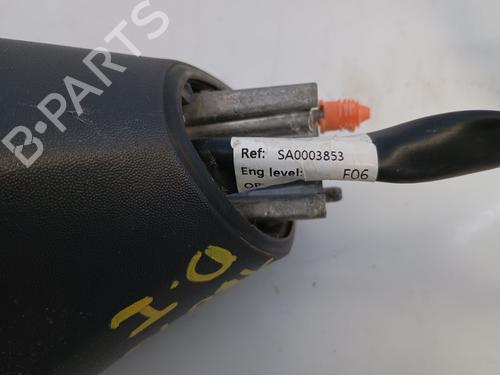 B-PARTS
Ref: SA0003853
Eng level: F06
I.O